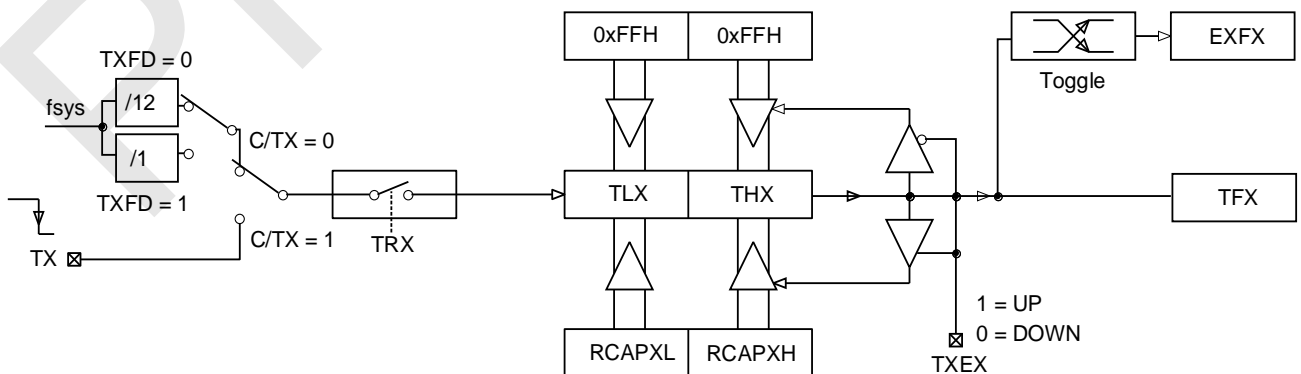 0xFFH 0xFFH
EXFX
Toggle
TXFD = 0
fsys
/12
/1
TXFD = 1
C/TX = 0
C/TX = 1
TX
TRX
TLX THX
TFX
RCAPXL RCAPXH
1 = UP
0 = DOWN
TXEX